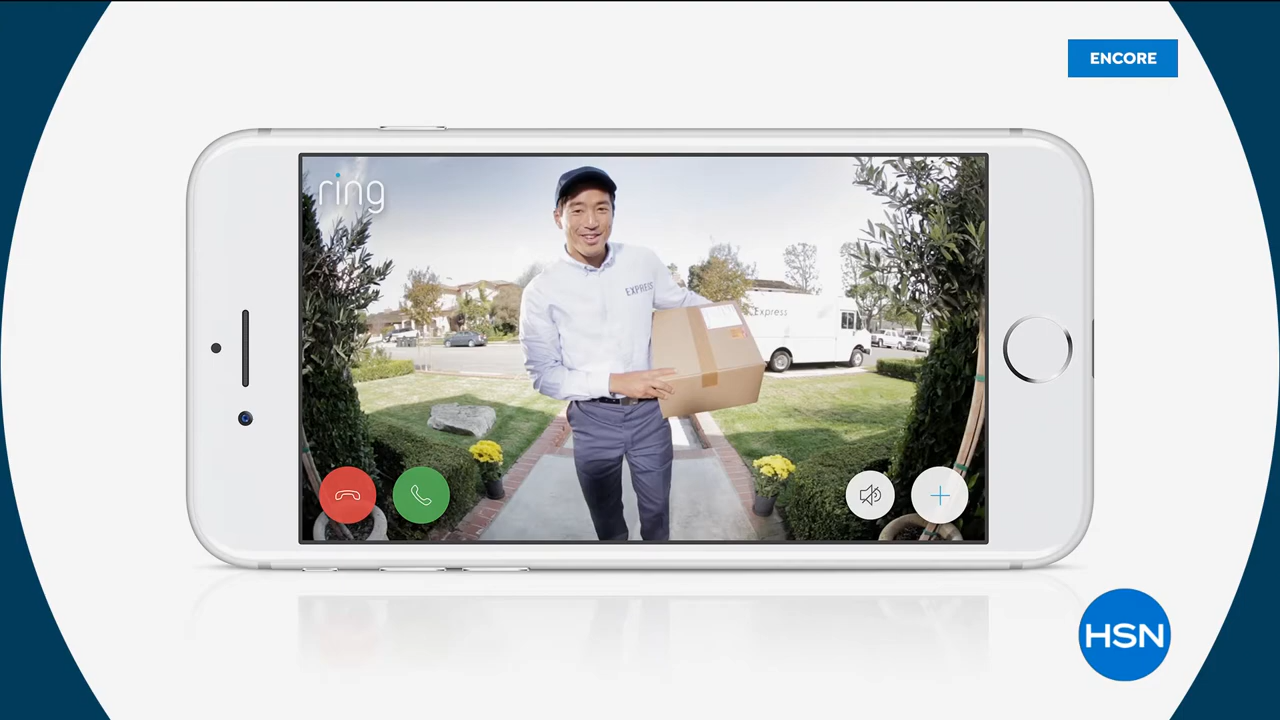 ENCORE
ring
EXPRESS
Express
HSN